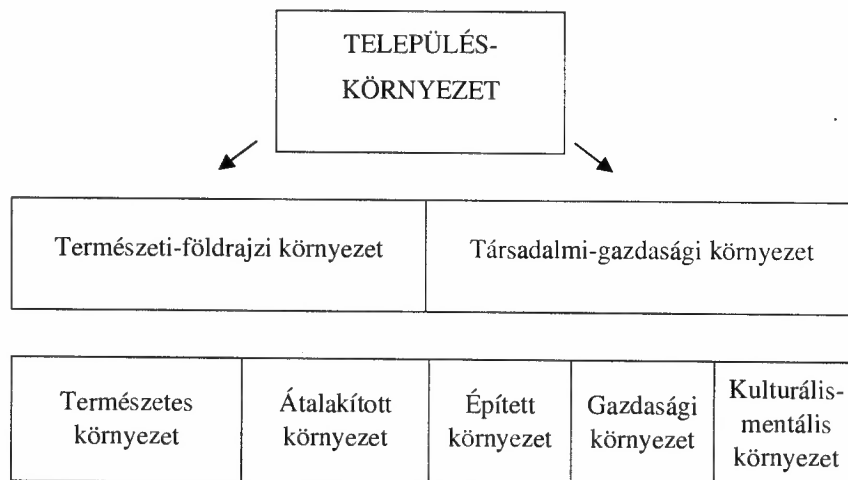 TELEPÜLÉS-
KÖRNYEZET
Természeti-földrajzi környezet
Társadalmi-gazdasági környezet
Természetes
környezet
Átalakított
környezet
Épített
környezet
Gazdasági
környezet
Kulturális-
mentális
környezet